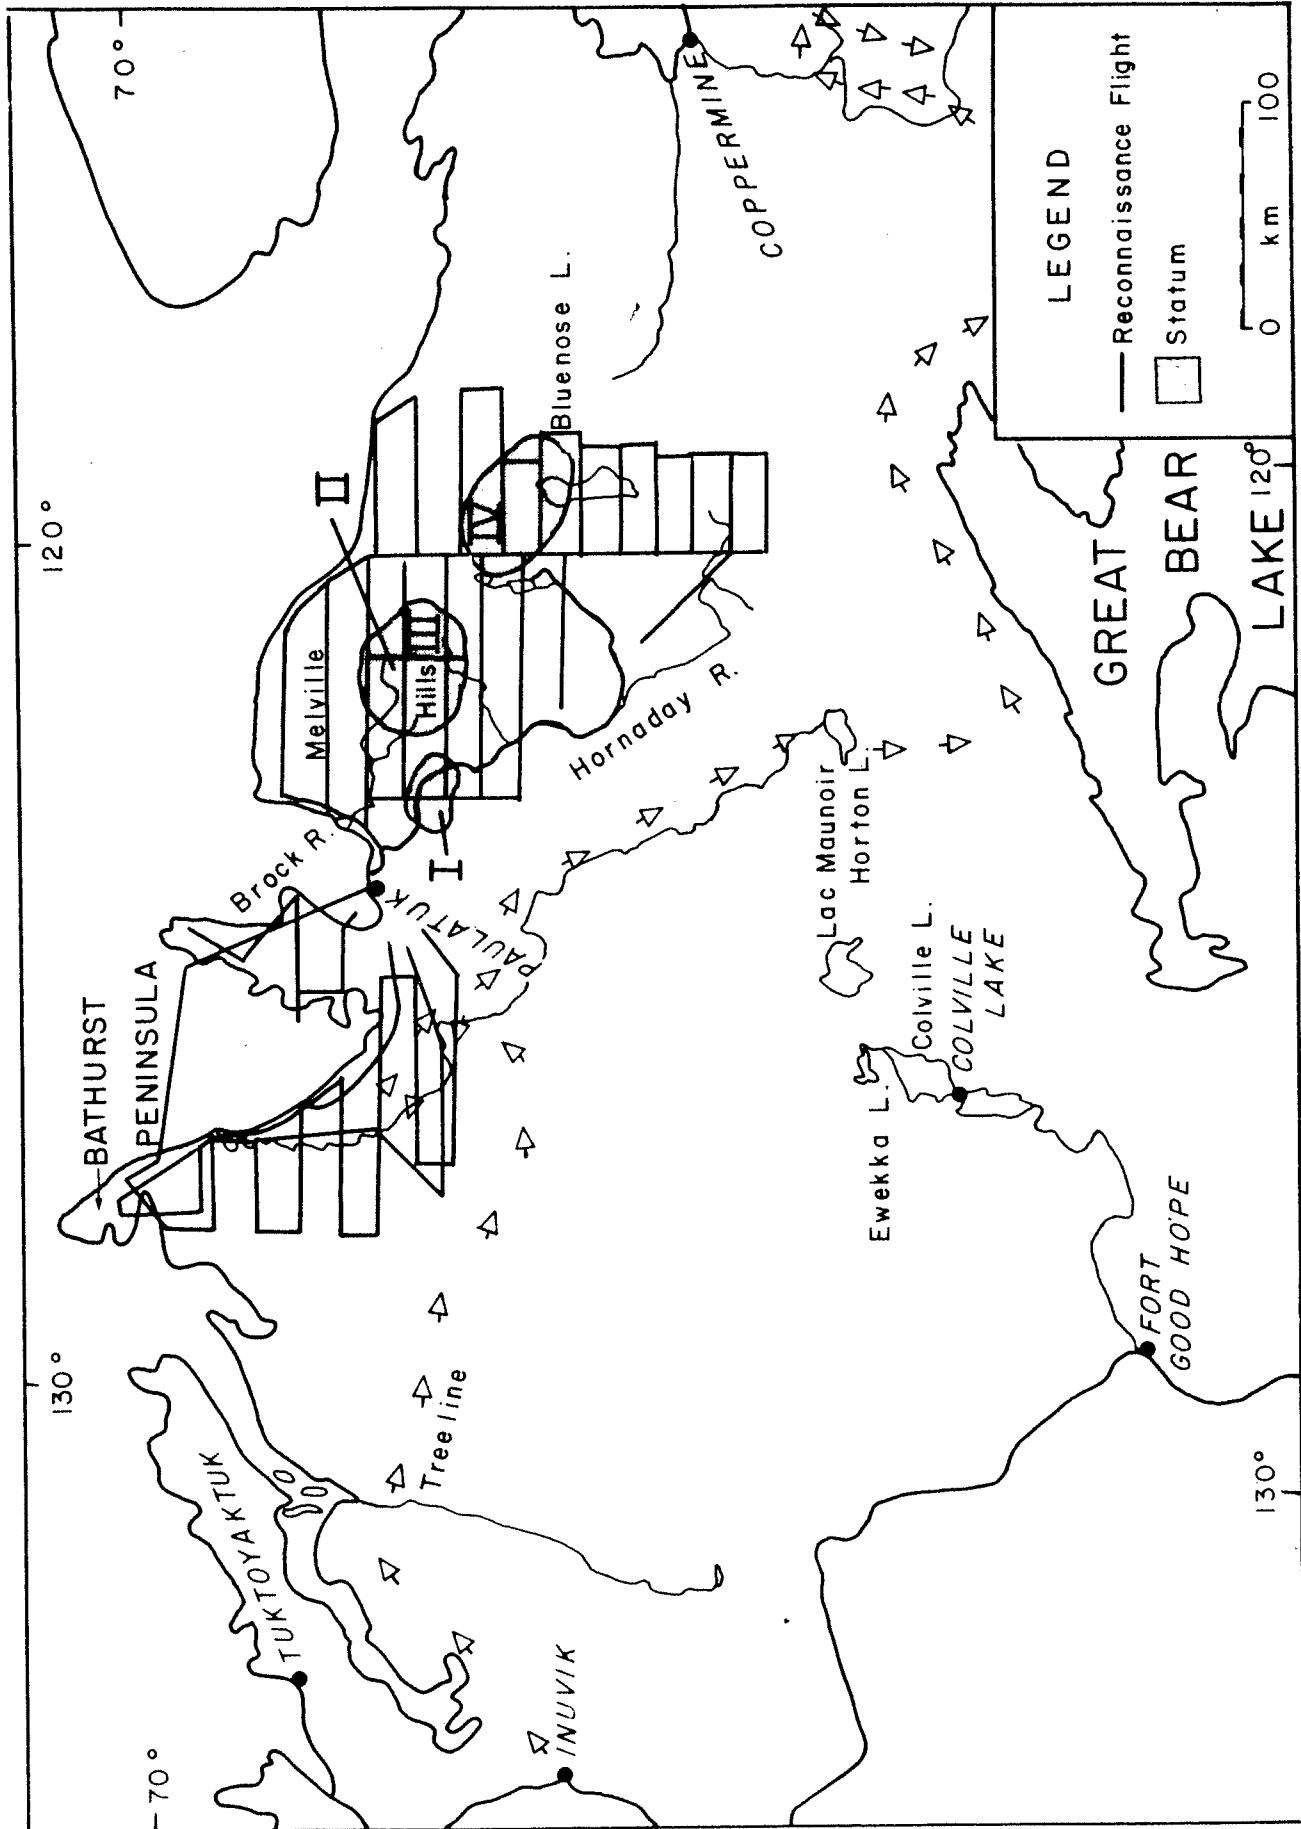 70°
130°
120°
70°
BATHURST
PENINSULA
TUKTOYAKTUK
INUVIK
Treeline
Brock R.
PAULATUK
Melville
Hills
I
II
III
IV
Bluenose L.
COPPERMINE
Hornaday R.
Lac Maunoir
Horton L.
Ewekka L.
Colville L.
COLVILLE
LAKE
FORT
GOOD HOPE
GREAT
BEAR
LAKE
130°
120°
LEGEND
Reconnaissance Flight
Statum
0 km 100